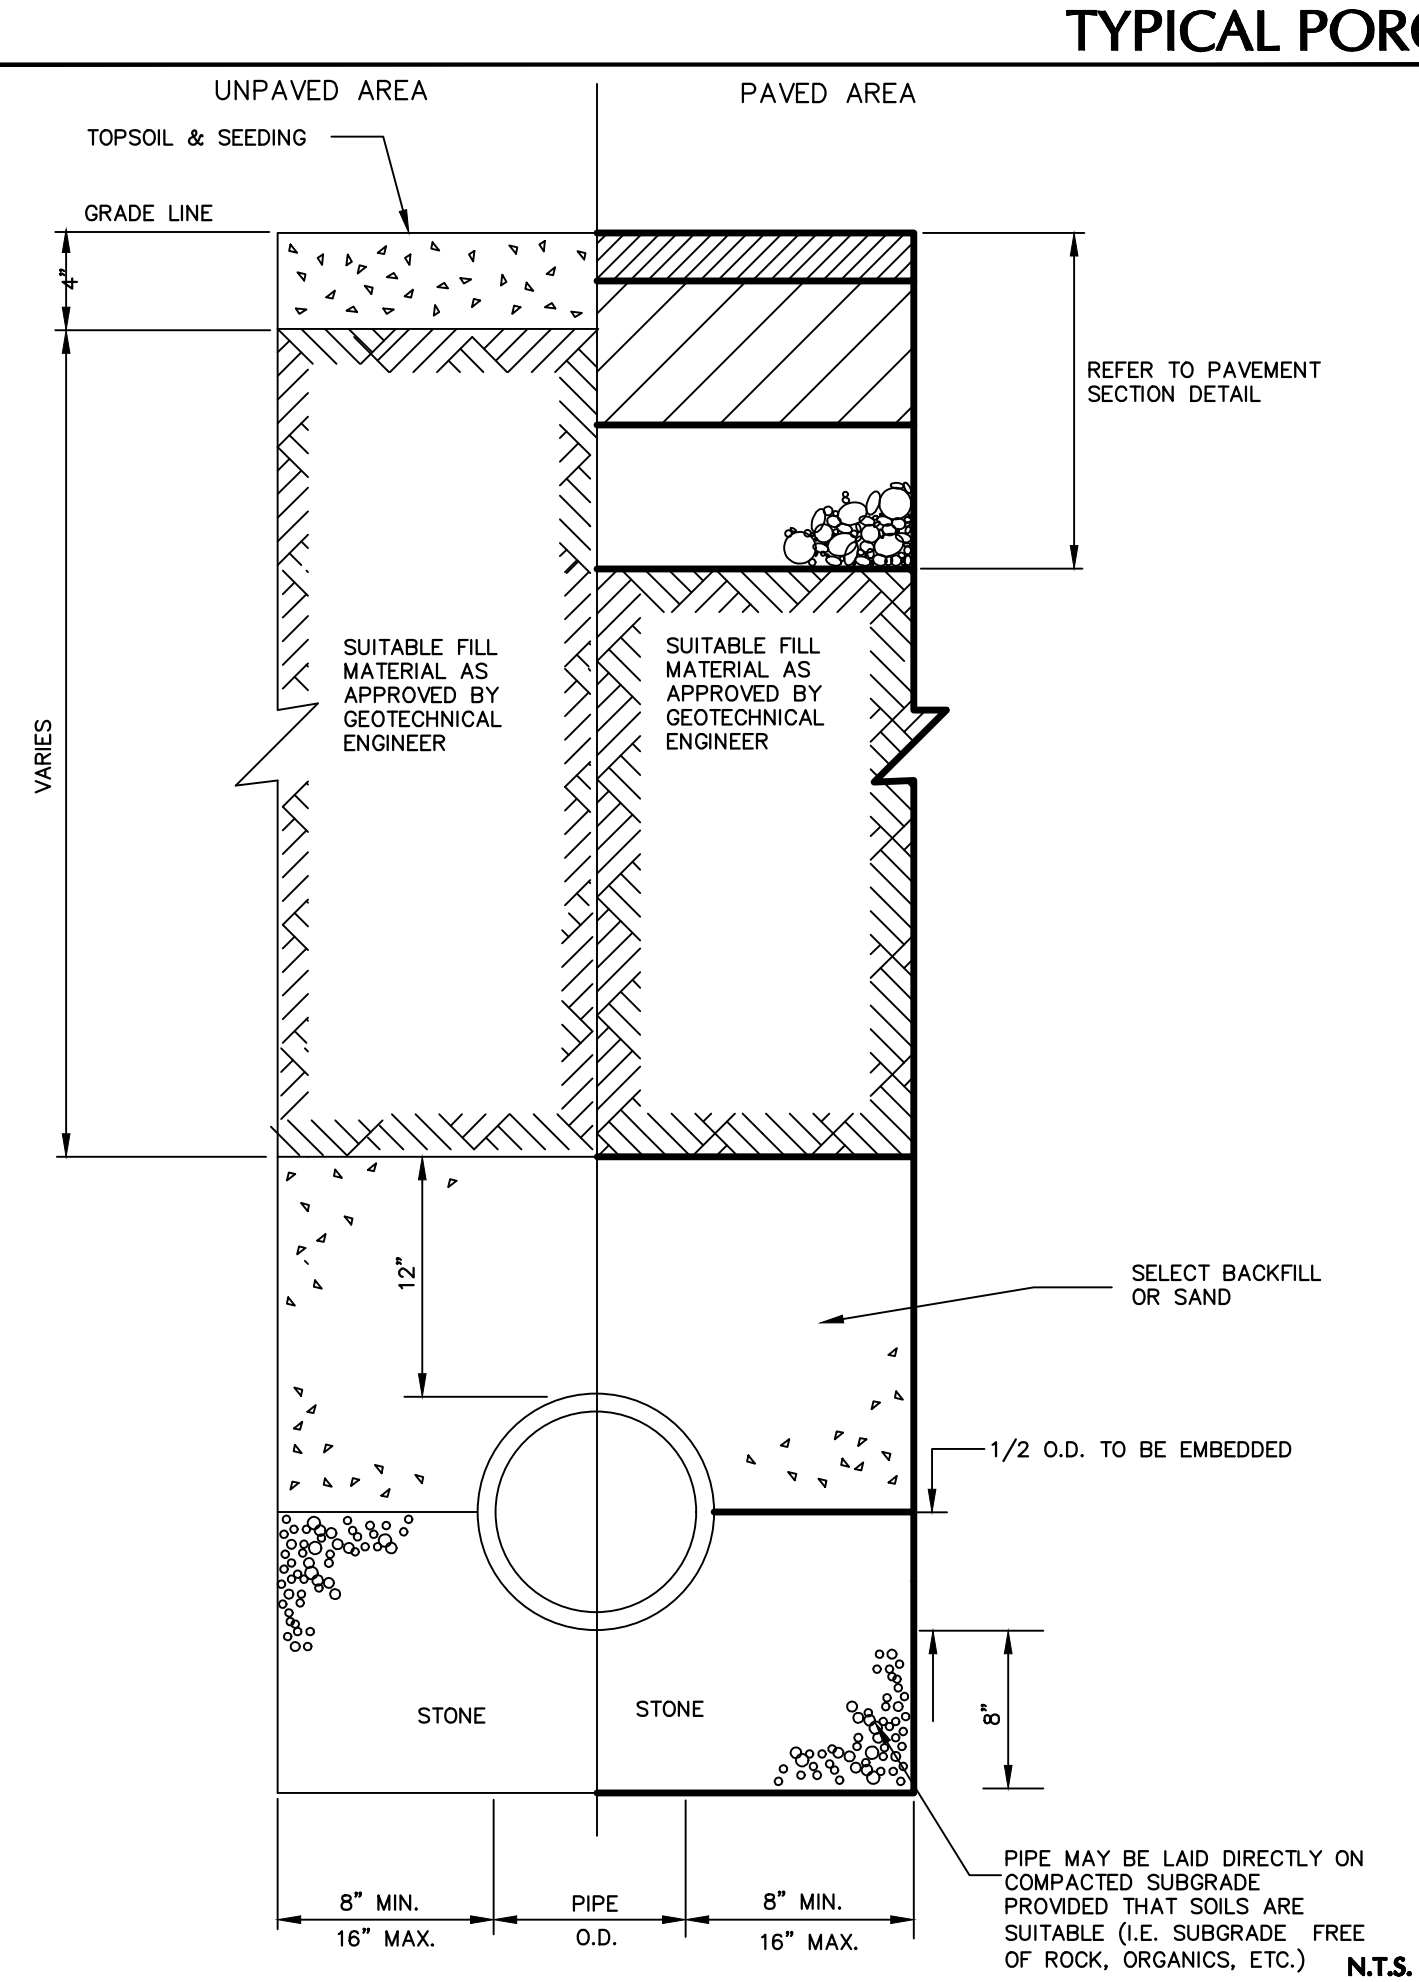 TYPICAL
UNPAVED AREA
PAVED AREA
TOPSOIL & SEEDING
GRADE LINE
4"
REFER TO PAVEMENT
SECTION DETAIL
SUITABLE FILL
MATERIAL AS
APPROVED BY
GEOTECHNICAL
ENGINEER
SUITABLE FILL
MATERIAL AS
APPROVED BY
GEOTECHNICAL
ENGINEER
VARIES
12"
SELECT BACKFILL
OR SAND
1/2 O.D. TO BE EMBEDDED
STONE
STONE
8"
PIPE MAY BE LAID DIRECTLY ON
COMPACTED SUBGRADE
PROVIDED THAT SOILS ARE
SUITABLE (I.E. SUBGRADE FREE
OF ROCK, ORGANICS, ETC.)
8" MIN.
16" MAX.
PIPE
O.D.
8" MIN.
16" MAX.
N.T.S.